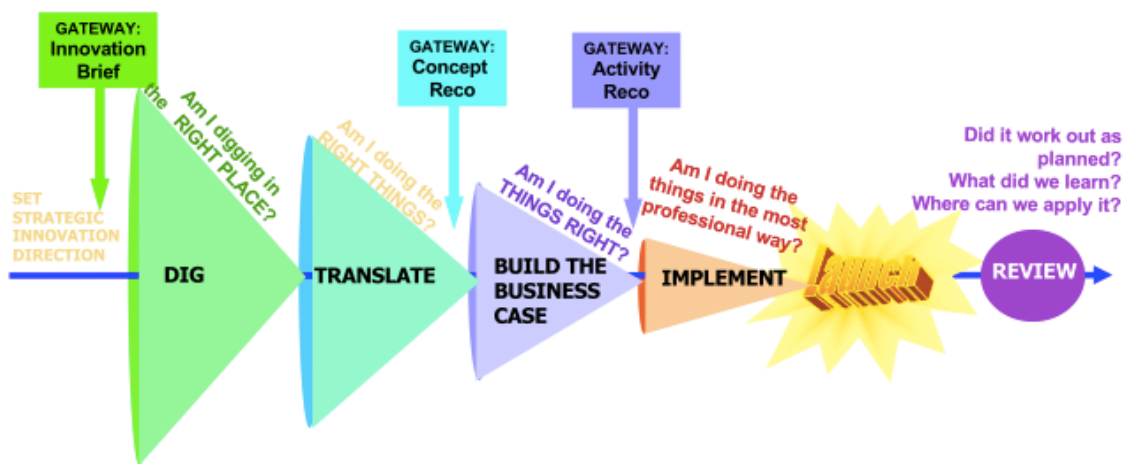 GATEWAY:
Innovation
Brief
GATEWAY:
Concept
Reco
GATEWAY:
Activity
Reco
SET
STRATEGIC
INNOVATION
DIRECTION
Am I digging in
the RIGHT PLACE?
Am I doing the
RIGHT THINGS?
Am I doing the
THINGS RIGHT?
Am I doing the
things in the most
professional way?
Did it work out as
planned?
What did we learn?
Where can we apply it?
DIG
TRANSLATE
BUILD THE
BUSINESS
CASE
IMPLEMENT
Launch
REVIEW